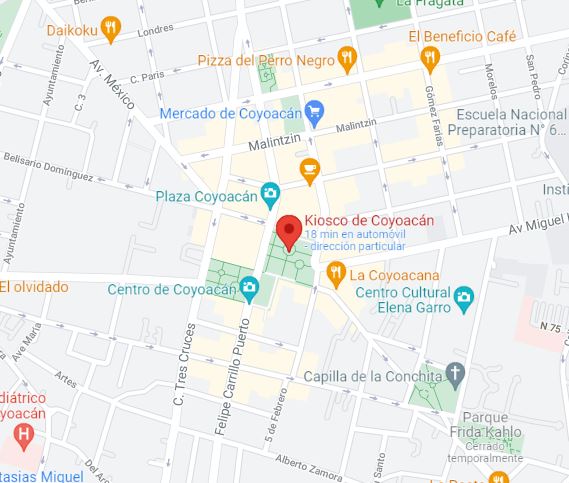 La Fragata
Daikoku
El Beneficio Café
Pizza del Perro Negro
Av. México
C. París
Ayuntamiento
C. 3
Morelos
San Pedro
Gómez Farías
Mercado de Coyoacán
Malintzin
Malintzin
Escuela Nacional
Preparatoria N° 6...
Belisario Domínguez
Plaza Coyoacán
Insti
Kiosco de Coyoacán
18 min en automóvil
- dirección particular
Av Miguel
Ayuntamiento
La Coyoacana
El olvidado
Centro de Coyoacán
Centro Cultural
Elena Garro
N 75
Ave María
C. Tres Cruces
Felipe Carrillo Puerto
Artes
Capilla de la Conchita
5 de Febrero
diátrico
oyoacán
Parque
Frida Kahlo
Cerrado
temporalmente
Alberto Zamora
Del Ar
Santo
tasias Miguel